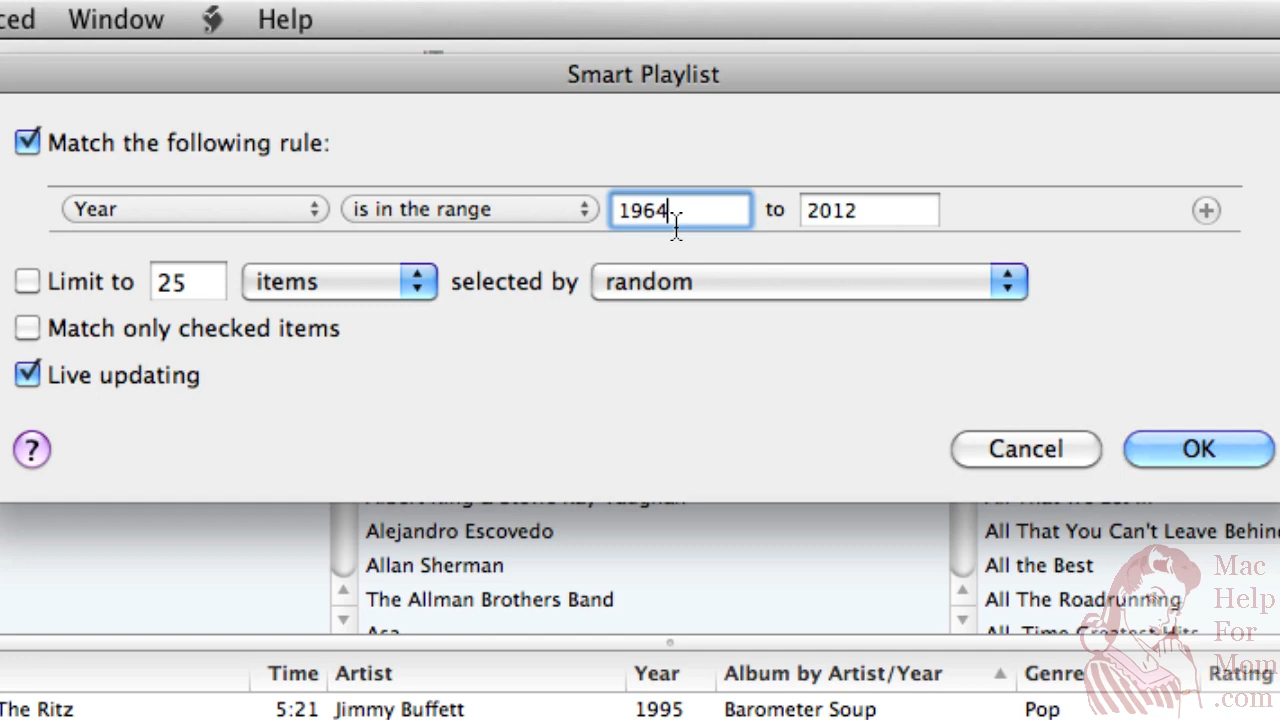 ced Window Help
Smart Playlist
Match the following rule:
Year is in the range 1964 to 2012
Limit to 25 items selected by random
Match only checked items
Live updating
?
Cancel OK
Alejandro Escovedo
All That You Can't Leave Behind
Allan Sherman
All the Best
The Allman Brothers Band
All The Roadrunning
Mac
Help
For
Mom
.com
Time Artist Year Album by Artist/Year Genre Rating
The Ritz 5:21 Jimmy Buffett 1995 Barometer Soup Pop